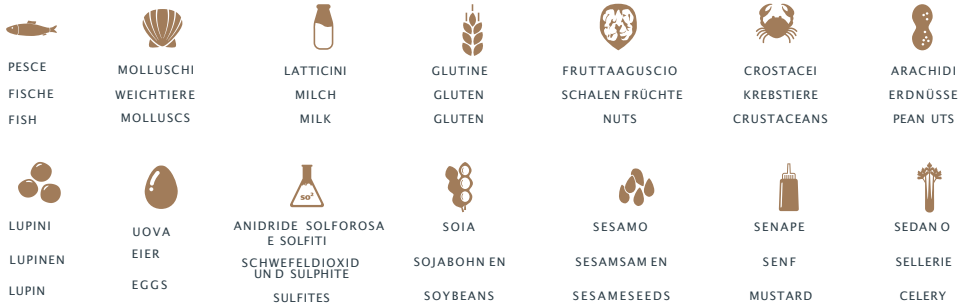 PESCE
FISCHE
FISH
MOLLUSCHI
WEICHTIERE
MOLLUSCS
LATTICINI
MILCH
MILK
GLUTINE
GLUTEN
GLUTEN
FRUTTAAGUSCIO
SCHALEN FRÜCHTE
NUTS
CROSTACEI
KREBSTIERE
CRUSTACEANS
ARACHIDI
ERDNÜSSE
PEAN UTS
LUPINI
LUPINEN
LUPIN
UOVA
EIER
EGGS
SO²
ANIDRIDE SOLFOROSA
E SOLFITI
SCHWEFELDIOXID
UN D SULPHITE
SULFITES
SOIA
SOJABOHN EN
SOYBEANS
SESAMO
SESAMSAM EN
SESAMESEEDS
SENAPE
SENF
MUSTARD
SEDAN O
SELLERIE
CELERY